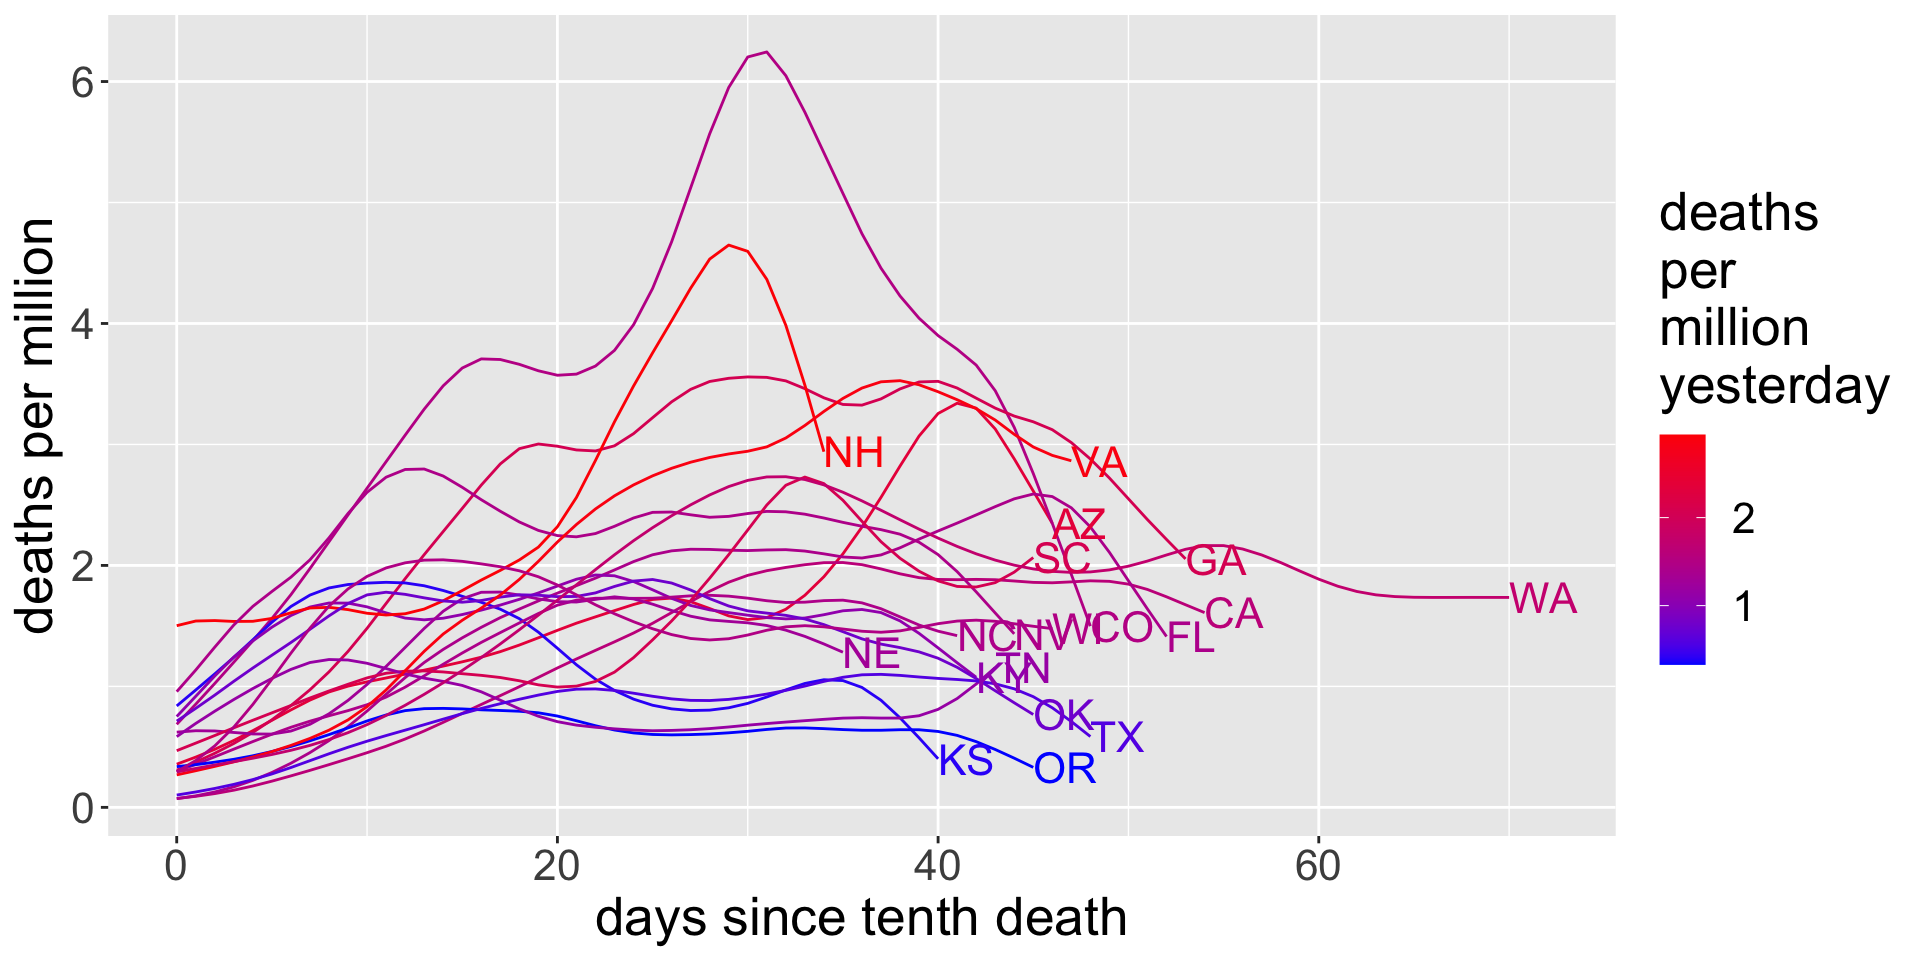 deaths per million
6
4
2
0
0
20
40
60
days since tenth death
NH
VA
AZ
SC
GA
WA
CA
NC
NV
WI
CO
FL
NE
TN
KY
OK
TX
KS
OR
deaths
per
million
yesterday
2
1